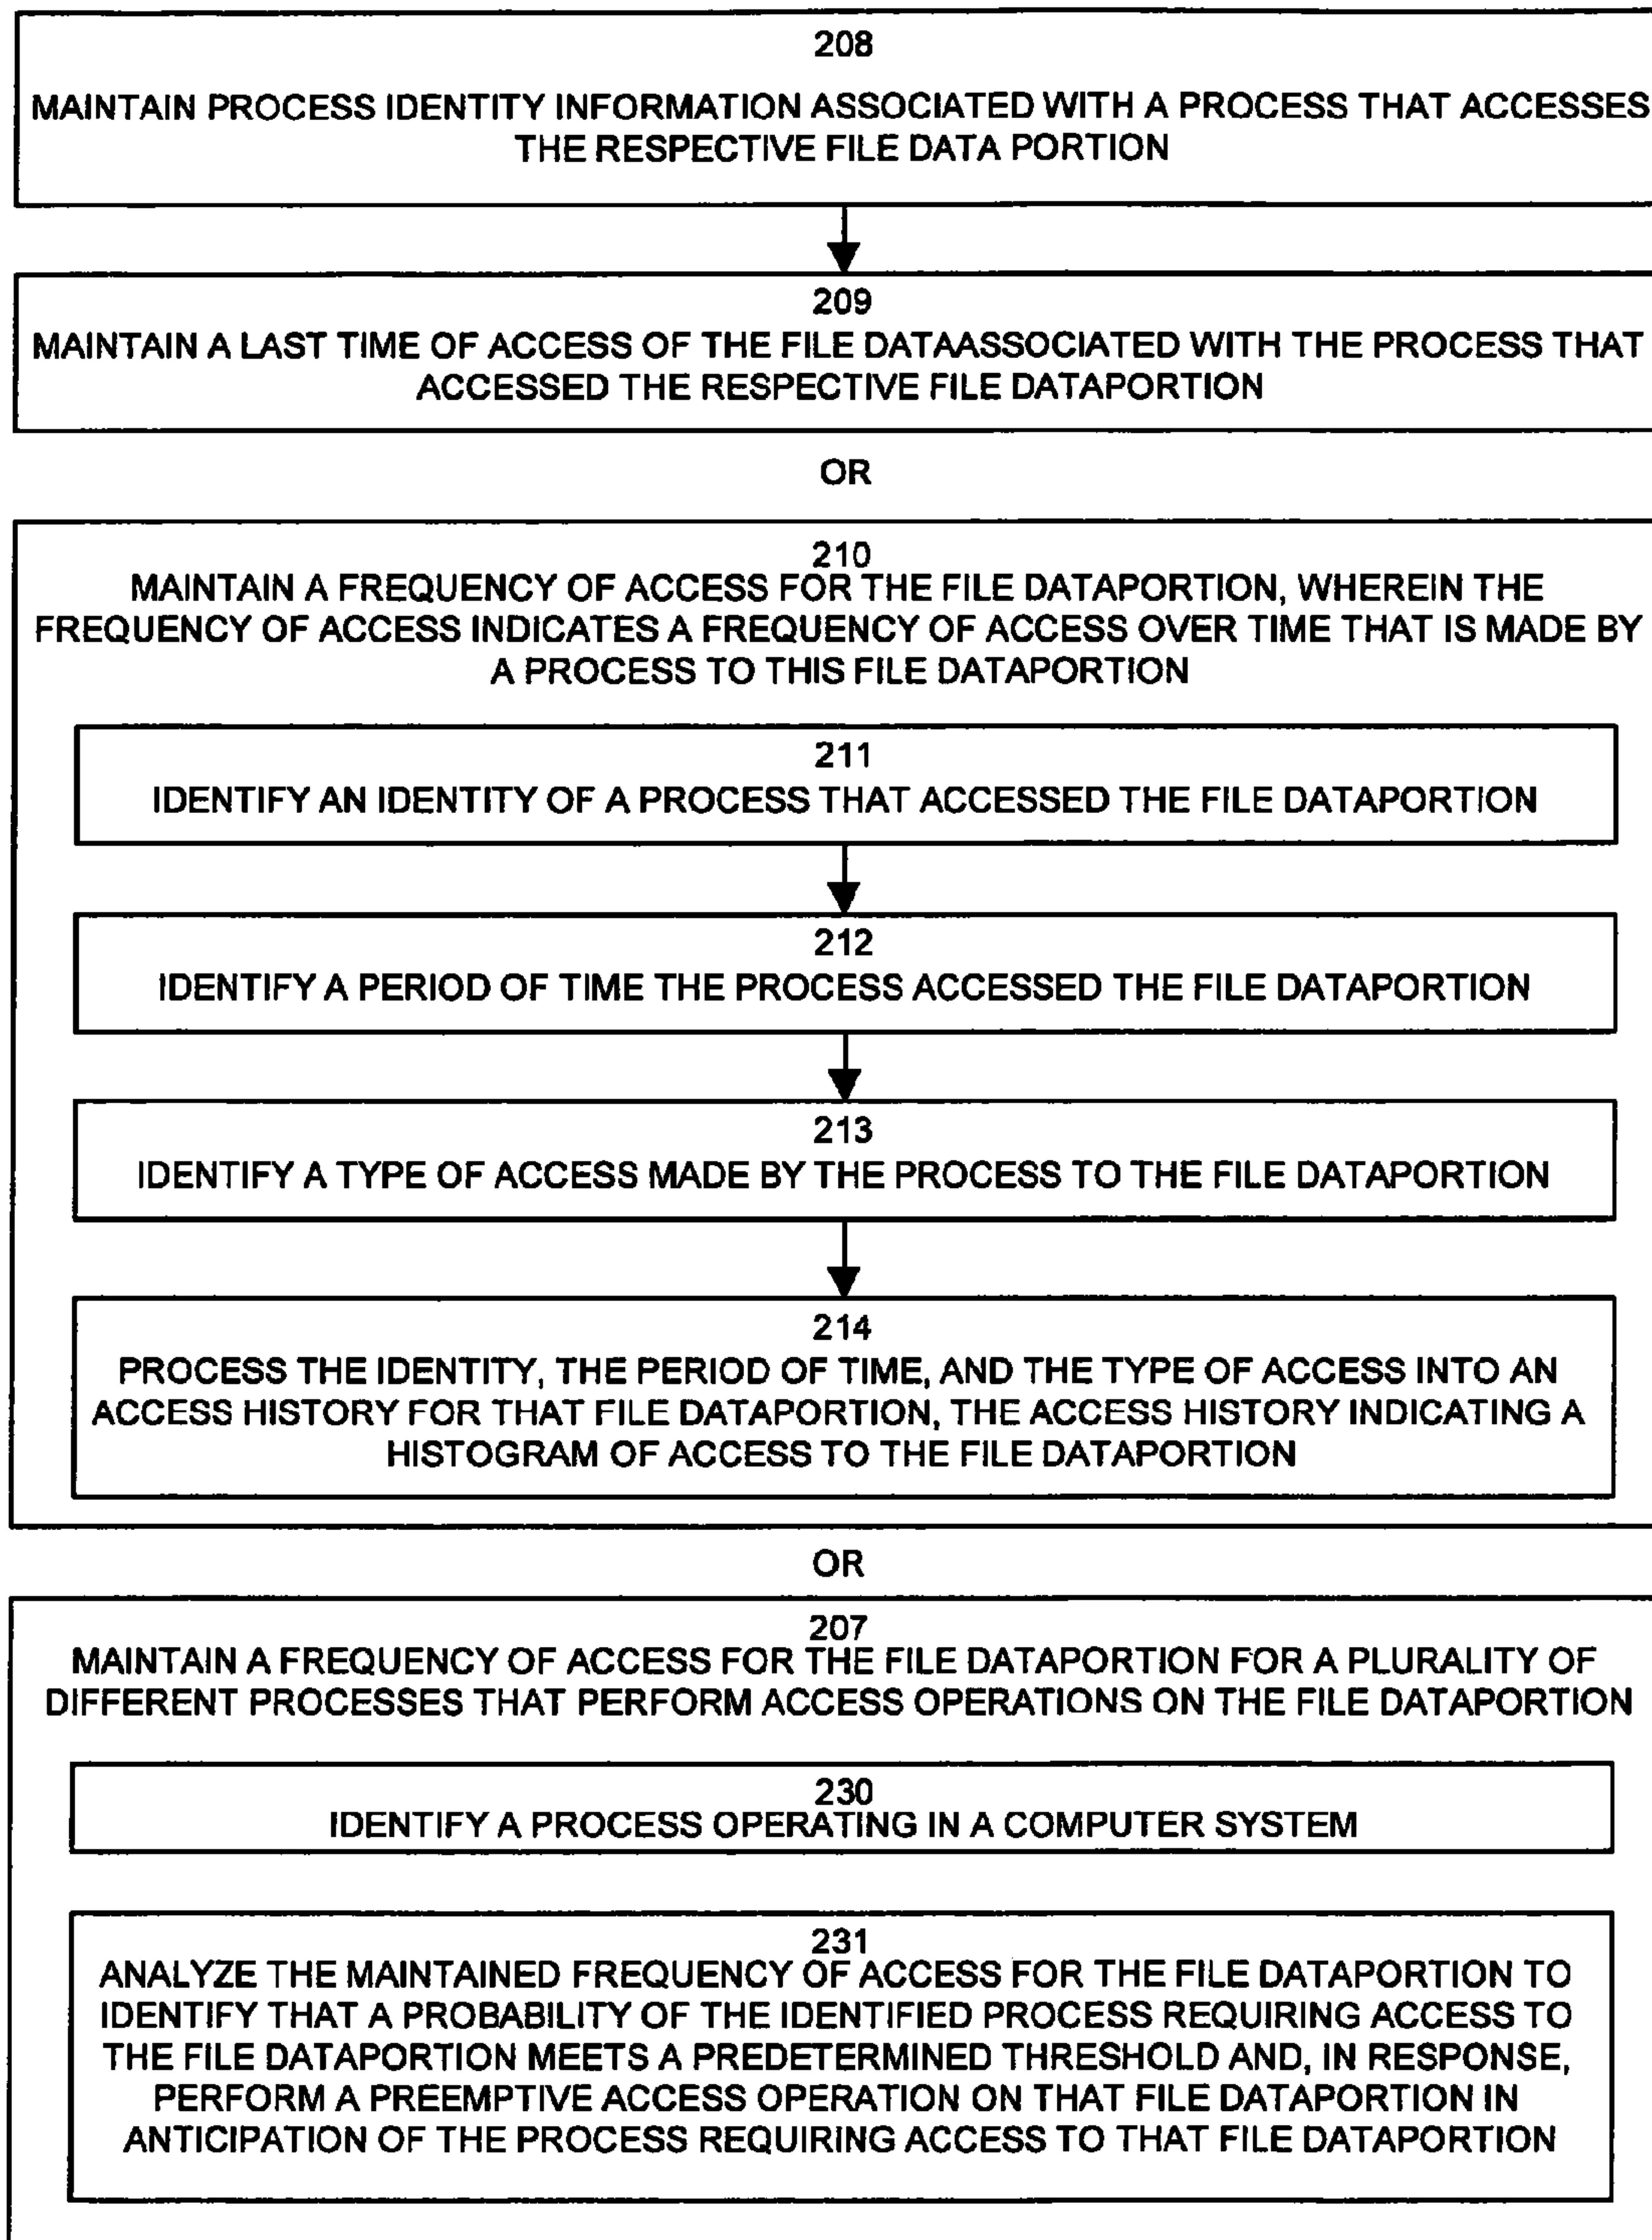 208
MAINTAIN PROCESS IDENTITY INFORMATION ASSOCIATED WITH A PROCESS THAT ACCESSES
THE RESPECTIVE FILE DATA PORTION
209
MAINTAIN A LAST TIME OF ACCESS OF THE FILE DATAASSOCIATED WITH THE PROCESS THAT
ACCESSED THE RESPECTIVE FILE DATAPORTION
OR
210
MAINTAIN A FREQUENCY OF ACCESS FOR THE FILE DATAPORTION, WHEREIN THE
FREQUENCY OF ACCESS INDICATES A FREQUENCY OF ACCESS OVER TIME THAT IS MADE BY
A PROCESS TO THIS FILE DATAPORTION
211
IDENTIFY AN IDENTITY OF A PROCESS THAT ACCESSED THE FILE DATAPORTION
212
IDENTIFY A PERIOD OF TIME THE PROCESS ACCESSED THE FILE DATAPORTION
213
IDENTIFY A TYPE OF ACCESS MADE BY THE PROCESS TO THE FILE DATAPORTION
214
PROCESS THE IDENTITY, THE PERIOD OF TIME, AND THE TYPE OF ACCESS INTO AN
ACCESS HISTORY FOR THAT FILE DATAPORTION, THE ACCESS HISTORY INDICATING A
HISTOGRAM OF ACCESS TO THE FILE DATAPORTION
OR
207
MAINTAIN A FREQUENCY OF ACCESS FOR THE FILE DATAPORTION FOR A PLURALITY OF
DIFFERENT PROCESSES THAT PERFORM ACCESS OPERATIONS ON THE FILE DATAPORTION
230
IDENTIFY A PROCESS OPERATING IN A COMPUTER SYSTEM
231
ANALYZE THE MAINTAINED FREQUENCY OF ACCESS FOR THE FILE DATAPORTION TO
IDENTIFY THAT A PROBABILITY OF THE IDENTIFIED PROCESS REQUIRING ACCESS TO
THE FILE DATAPORTION MEETS A PREDETERMINED THRESHOLD AND, IN RESPONSE,
PERFORM A PREEMPTIVE ACCESS OPERATION ON THAT FILE DATAPORTION IN
ANTICIPATION OF THE PROCESS REQUIRING ACCESS TO THAT FILE DATAPORTION